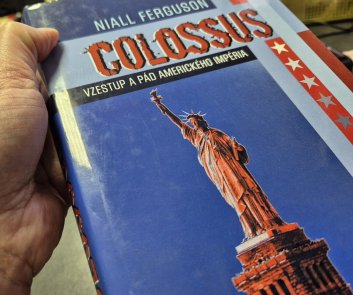 NIALL FERGUSON
COLOSSUS
VZESTUP A PÁD AMERICKÉHO IMPÉRIA